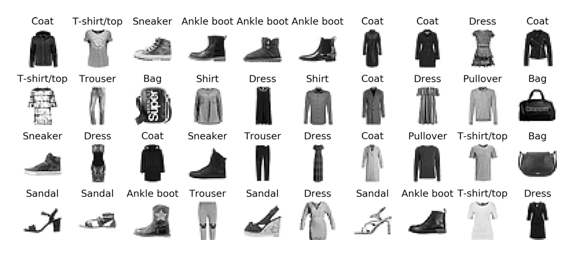 Coat T-shirt/top Sneaker Ankle boot Ankle boot Ankle boot Coat Coat Dress Coat
T-shirt/top Trouser Bag Shirt Dress Shirt Coat Dress Pullover Bag
Super
Sneaker Dress Coat Sneaker Trouser Dress Coat Pullover T-shirt/top Bag
Sandal Sandal Ankle boot Trouser Sandal Dress Sandal Ankle boot T-shirt/top Dress